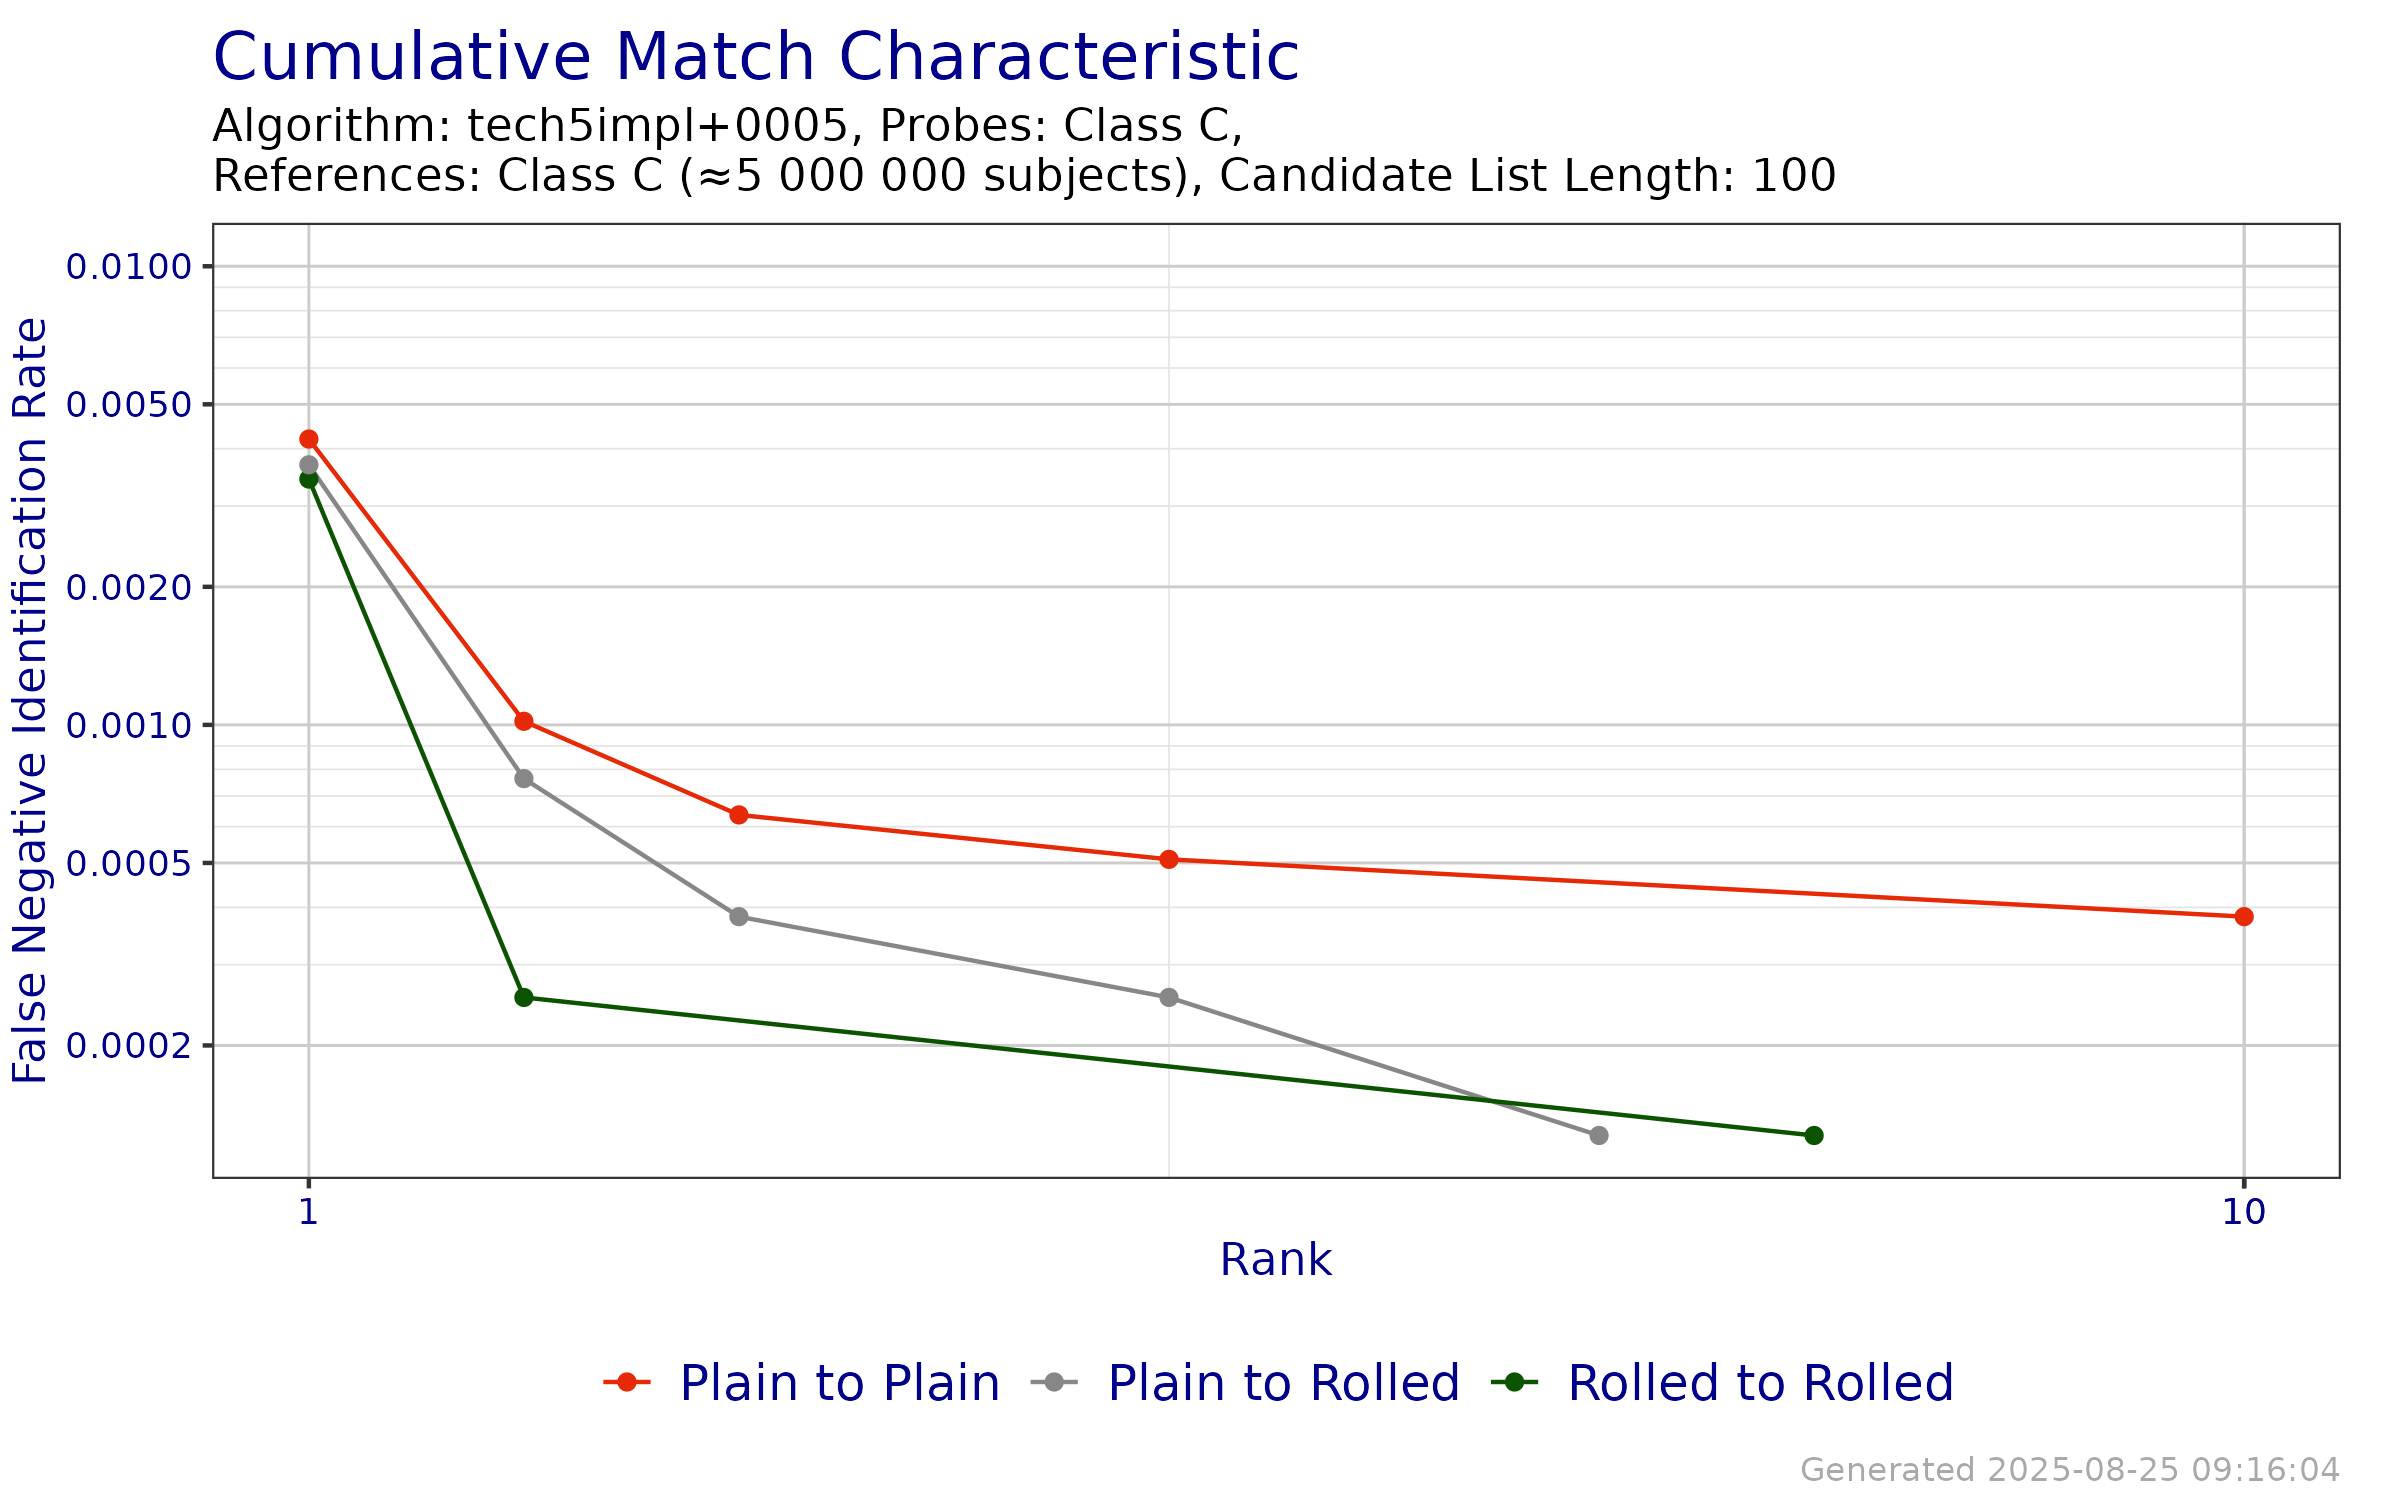 Cumulative Match Characteristic
Algorithm: tech5impl+0005, Probes: Class C,
References: Class C (≈5 000 000 subjects), Candidate List Length: 100
False Negative Identification Rate
0.0100
0.0050
0.0020
0.0010
0.0005
0.0002
1
10
Rank
Plain to Plain
Plain to Rolled
Rolled to Rolled
Generated 2025-08-25 09:16:04